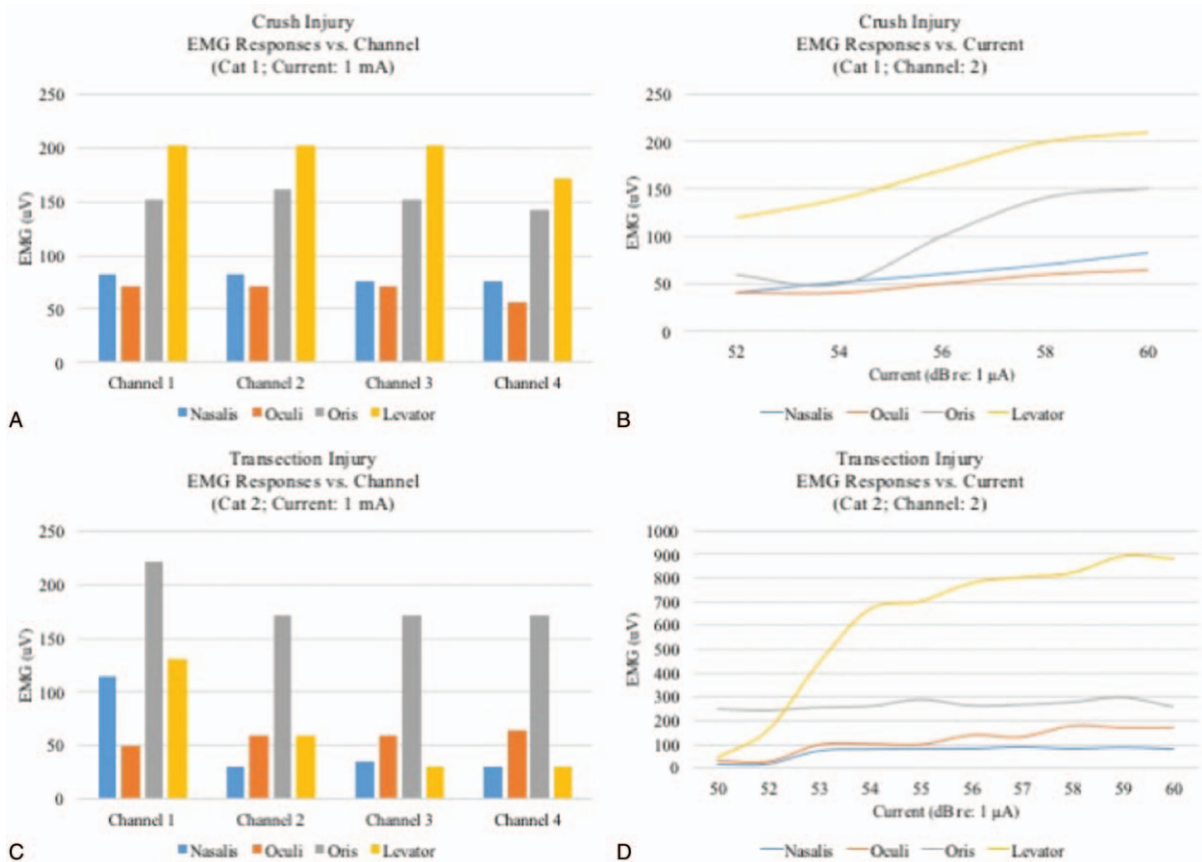 Crush Injury
EMG Responses vs. Channel
(Cat 1; Current: 1 mA)
250
200
150
100
50
0
EMG (uV)
Channel 1 Channel 2 Channel 3 Channel 4
Nasalis Oculi Oris Levator
A
Crush Injury
EMG Responses vs. Current
(Cat 1; Channel: 2)
250
200
150
100
50
0
EMG (uV)
52 54 56 58 60
Current (dB re: 1 µA)
Nasalis Oculi Oris Levator
B
Transection Injury
EMG Responses vs. Channel
(Cat 2; Current: 1 mA)
250
200
150
100
50
0
EMG (uV)
Channel 1 Channel 2 Channel 3 Channel 4
Nasalis Oculi Oris Levator
C
Transection Injury
EMG Responses vs. Current
(Cat 2; Channel: 2)
1000
900
800
700
600
500
400
300
200
100
0
EMG (uV)
50 52 53 54 55 56 57 58 59 60
Current (dB re: 1 µA)
Nasalis Oculi Oris Levator
D